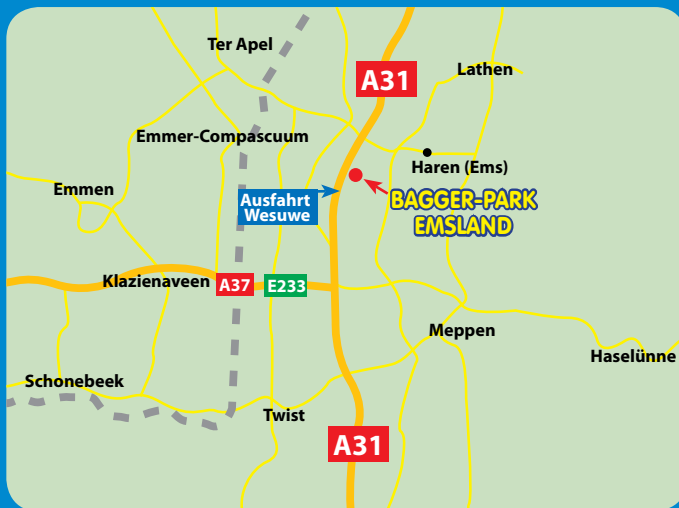 Ter Apel
A31
Lathen
Emmer-Compascuum
Haren (Ems)
Emmen
Ausfahrt
Wesuwe
BAGGER-PARK
EMSLAND
Klazienaveen
A37
E233
Meppen
Haselünne
Schonebeek
Twist
A31